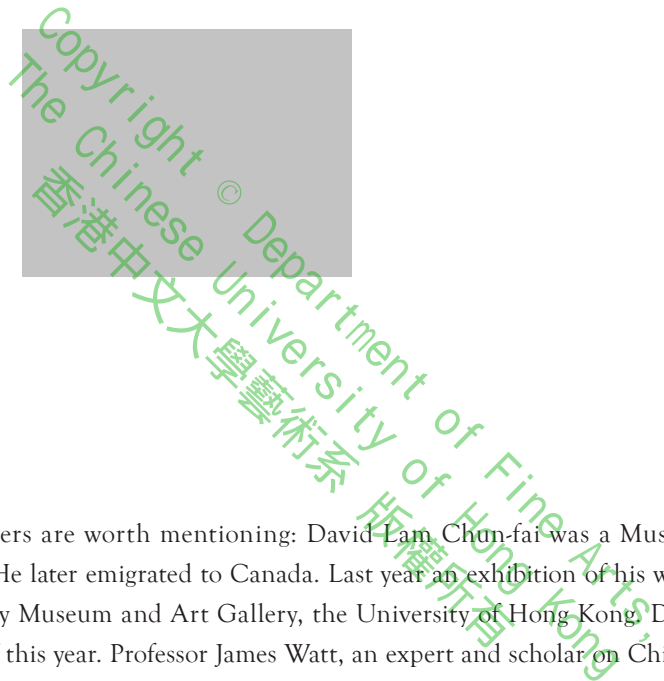 Copyright © Department of Fine Arts,
The Chinese University of Hong Kong
香港中文大學藝術系 版權所有
ers are worth mentioning: David Lam Chun-fai was a Mus
He later emigrated to Canada. Last year an exhibition of his w
y Museum and Art Gallery, the University of Hong Kong. D
f this year. Professor James Watt, an expert and scholar on Chi